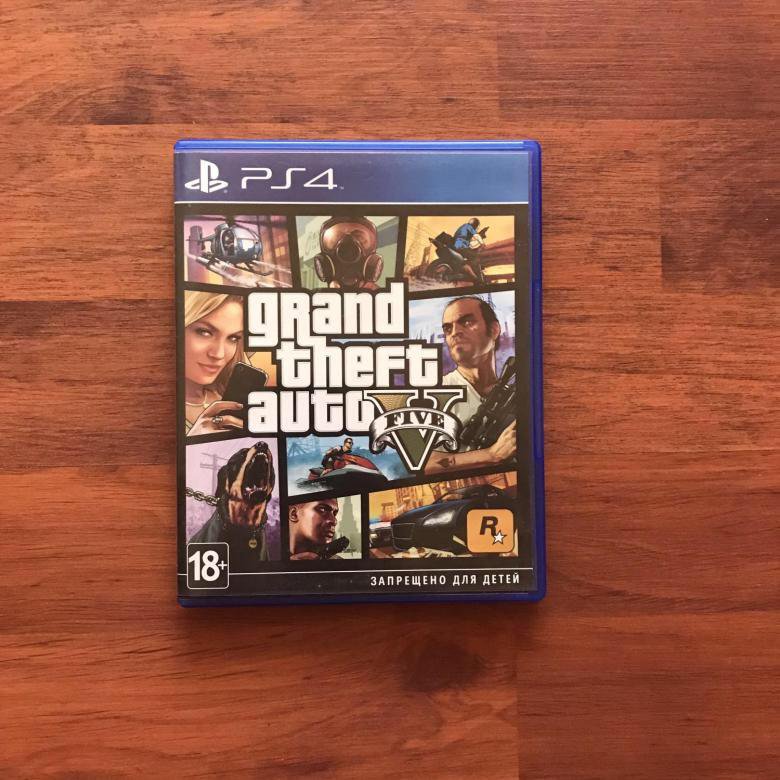 PS4
grand
theft
auto V
FIVE
R
18+
ЗАПРЕЩЕНО ДЛЯ ДЕТЕЙ